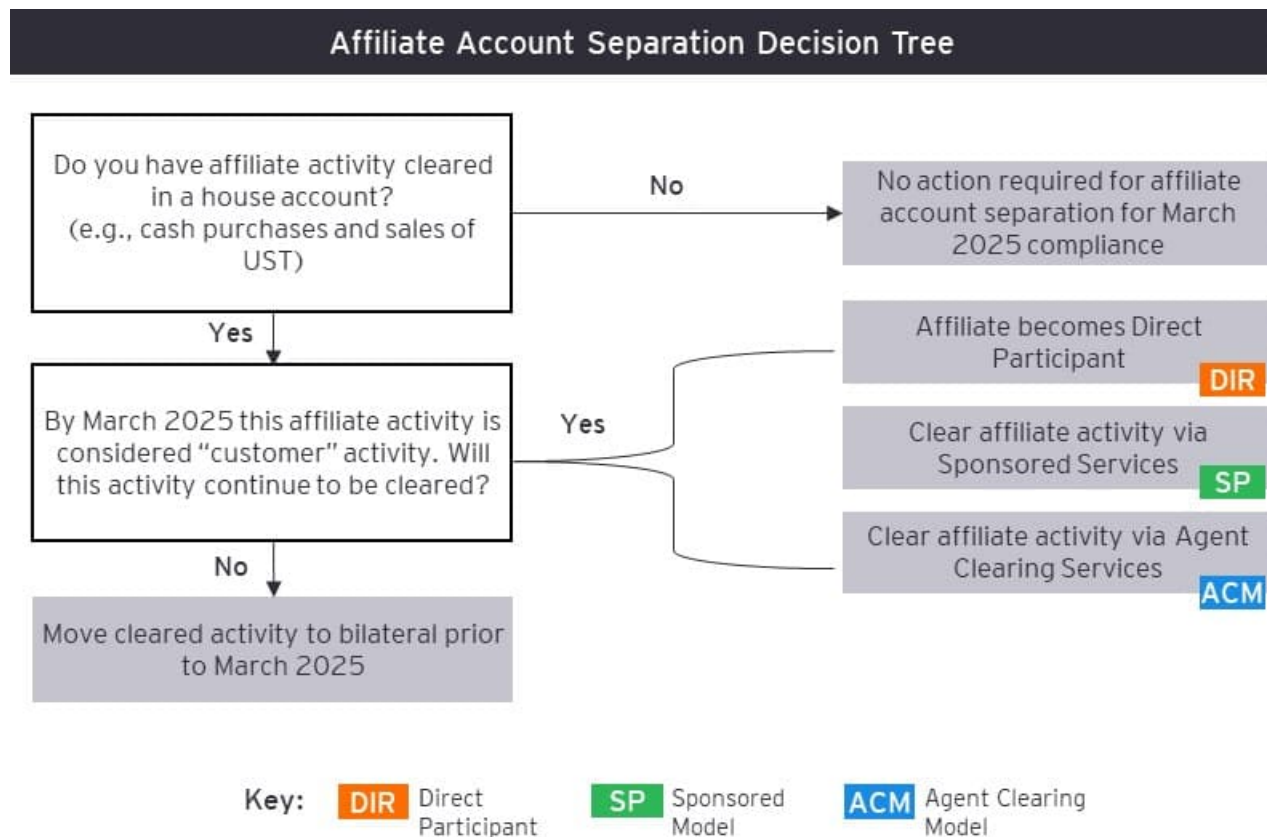 Affiliate Account Separation Decision Tree
Do you have affiliate activity cleared
in a house account?
(e.g., cash purchases and sales of
UST)
No
No action required for affiliate
account separation for March
2025 compliance
Yes
By March 2025 this affiliate activity is
considered “customer” activity. Will
this activity continue to be cleared?
Yes
Affiliate becomes Direct
Participant
DIR
Clear affiliate activity via
Sponsored Services
SP
Clear affiliate activity via Agent
Clearing Services
ACM
No
Move cleared activity to bilateral prior
to March 2025
Key:
DIR
Direct
Participant
SP
Sponsored
Model
ACM
Agent Clearing
Model